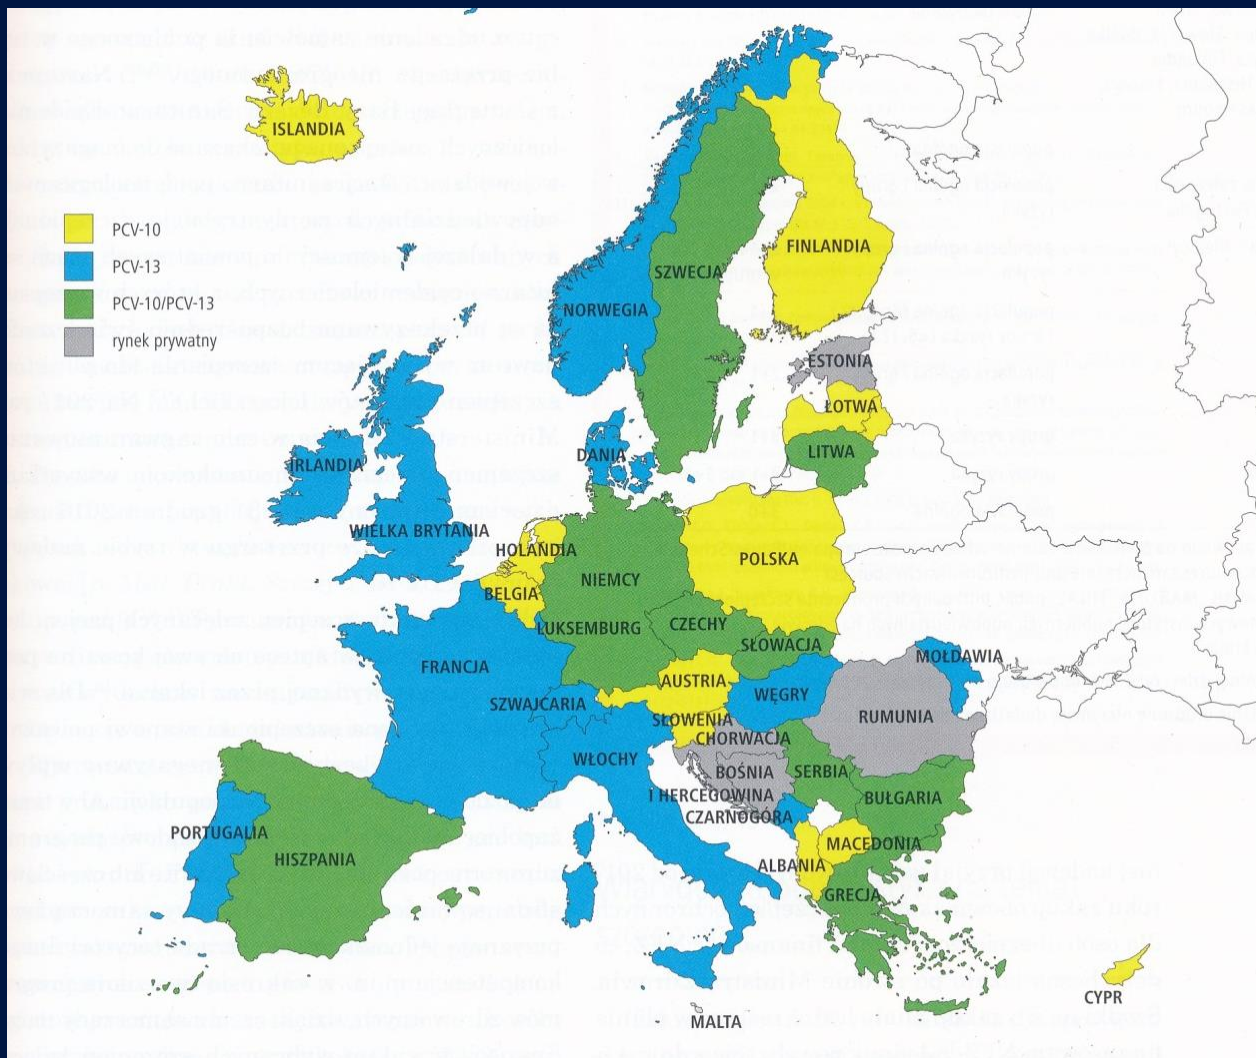 ISLANDIA
PCV-10
PCV-13
PCV-10/PCV-13
rynek prywatny
FINLANDIA
SZWECJA
NORWEGIA
ESTONIA
ŁOTWA
LITWA
DANIA
IRLANDIA
WIELKA BRYTANIA
HOLANDIA
POLSKA
NIEMCY
BELGIA
LUKSEMBURG
CZECHY
SŁOWACJA
MOŁDAWIA
FRANCJA
AUSTRIA
WĘGRY
SZWAJCARIA
SŁOWENIA
RUMUNIA
CHORWACJA
WŁOCHY
BOŚNIA
I HERCEGOWINA
SERBIA
BUŁGARIA
CZARNOGÓRA
PORTUGALIA
HISZPANIA
MACEDONIA
ALBANIA
GRECJA
CYPR
MALTA